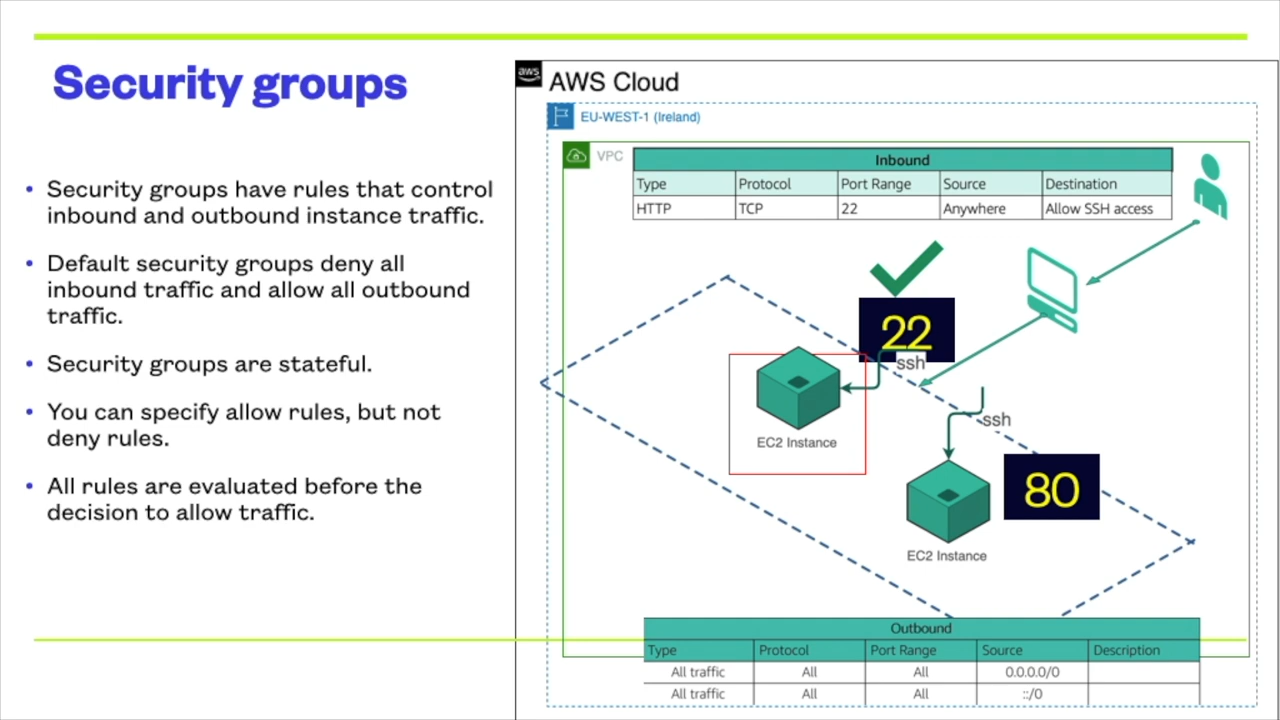 Security groups
• Security groups have rules that control
inbound and outbound instance traffic.
• Default security groups deny all
inbound traffic and allow all outbound
traffic.
• Security groups are stateful.
• You can specify allow rules, but not
deny rules.
• All rules are evaluated before the
decision to allow traffic.
aws
AWS Cloud
EU-WEST-1 (Ireland)
VPC
Inbound
Type Protocol Port Range Source Destination
HTTP TCP 22 Anywhere Allow SSH access
22
ssh
EC2 Instance
ssh
80
EC2 Instance
Outbound
Type Protocol Port Range Source Description
All traffic All All 0.0.0.0/0
All traffic All All ::/0